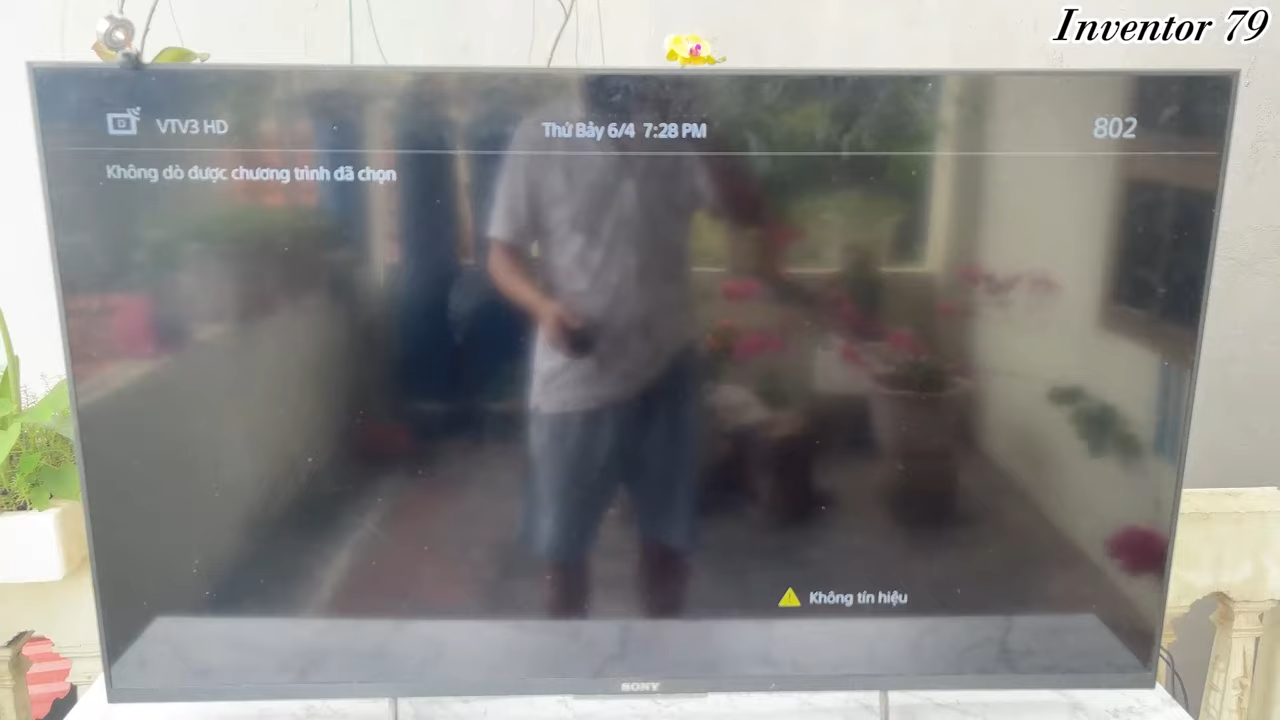 Inventor 79
VTV3 HD
Thứ Bảy 6/4 7:28 PM
802
Không dò được chương trình đã chọn
Không tín hiệu
SONY